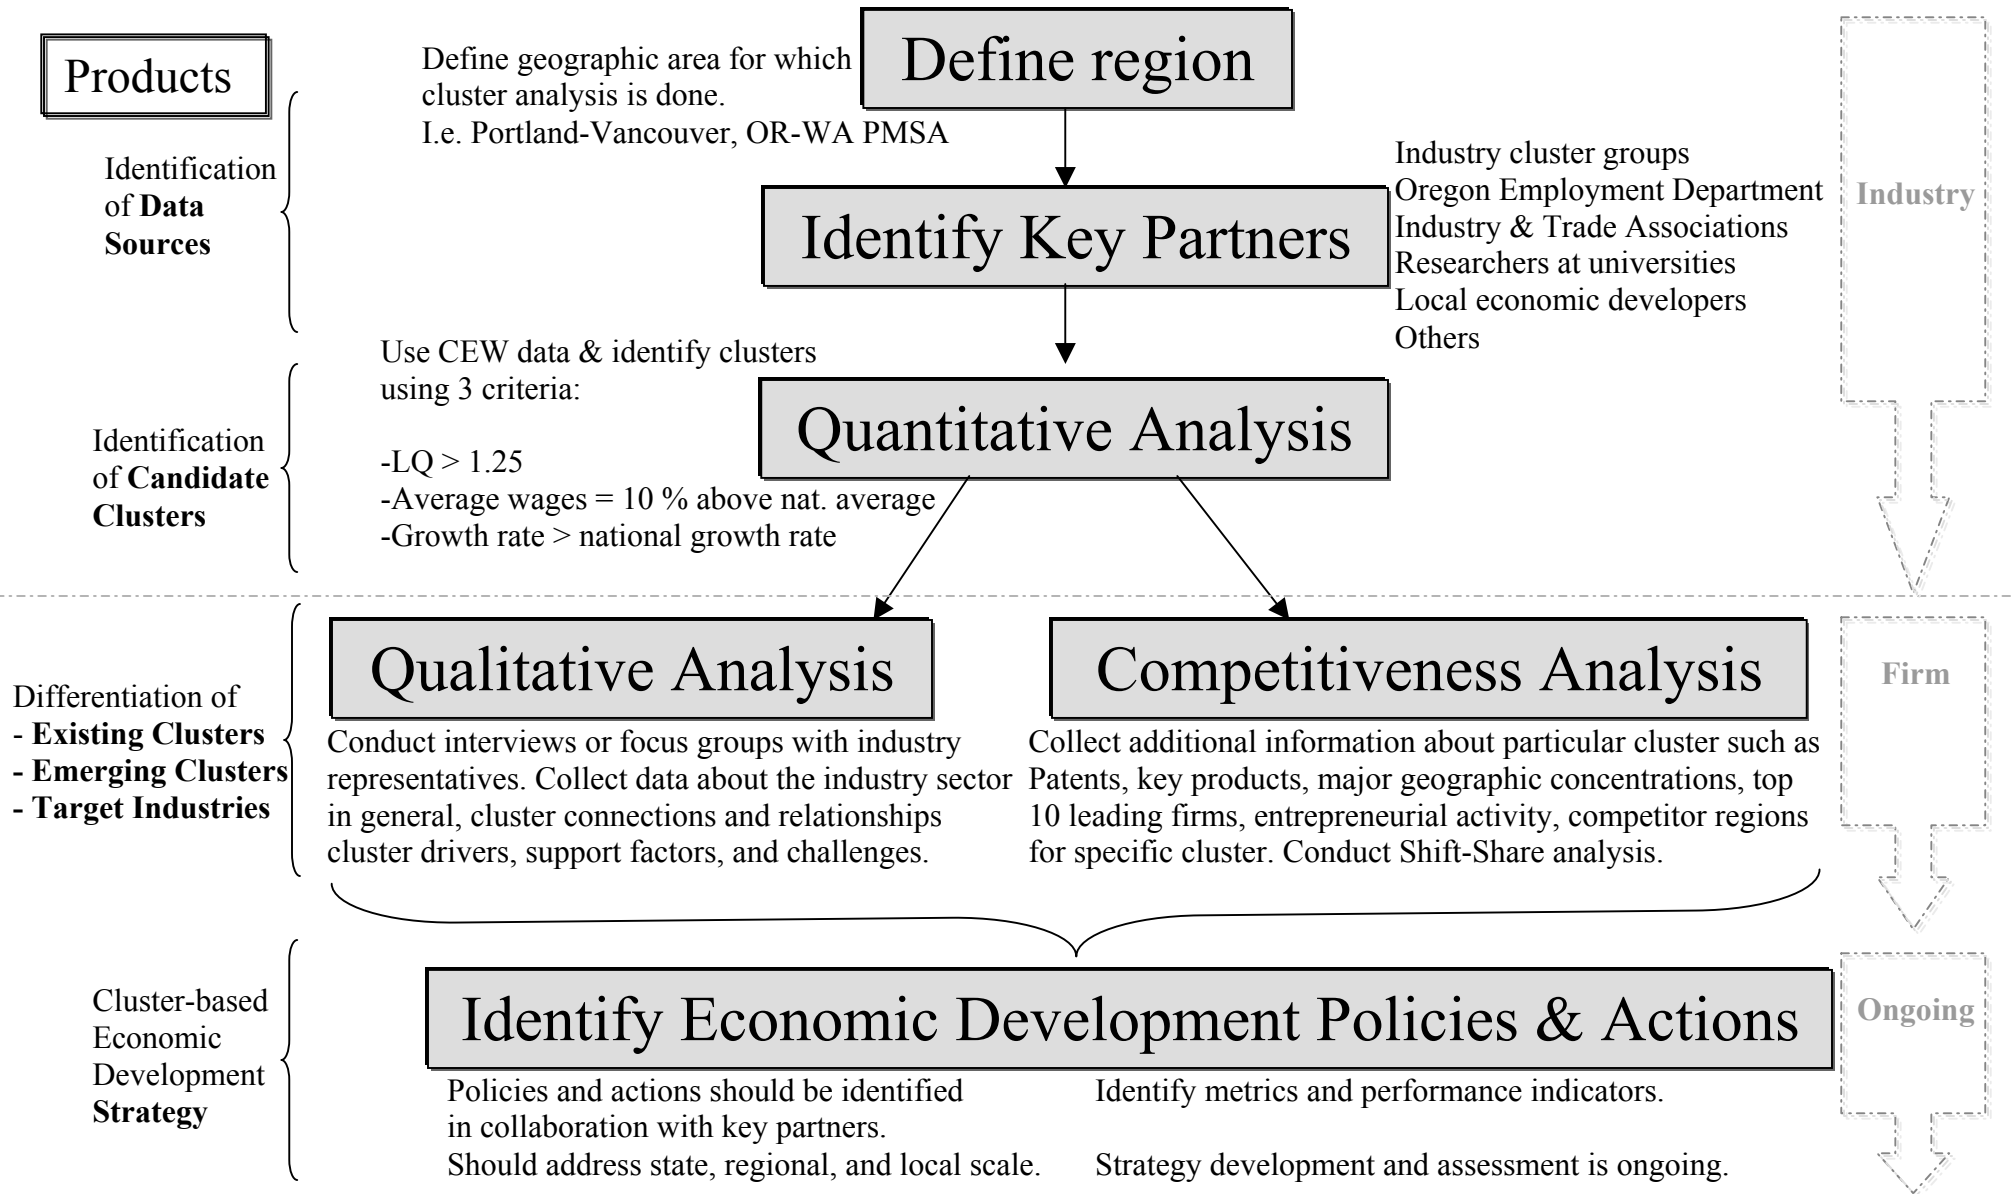 Products
Define geographic area for which
cluster analysis is done.
I.e. Portland-Vancouver, OR-WA PMSA
Define region
Identification
of Data
Sources
Identify Key Partners
Industry cluster groups
Oregon Employment Department
Industry & Trade Associations
Researchers at universities
Local economic developers
Others
Industry
Identification
of Candidate
Clusters
Use CEW data & identify clusters
using 3 criteria:
-LQ > 1.25
-Average wages = 10 % above nat. average
-Growth rate > national growth rate
Quantitative Analysis
Differentiation of
- Existing Clusters
- Emerging Clusters
- Target Industries
Qualitative Analysis
Conduct interviews or focus groups with industry
representatives. Collect data about the industry sector
in general, cluster connections and relationships
cluster drivers, support factors, and challenges.
Competitiveness Analysis
Collect additional information about particular cluster such as
Patents, key products, major geographic concentrations, top
10 leading firms, entrepreneurial activity, competitor regions
for specific cluster. Conduct Shift-Share analysis.
Firm
Cluster-based
Economic
Development
Strategy
Identify Economic Development Policies & Actions
Policies and actions should be identified
in collaboration with key partners.
Should address state, regional, and local scale.
Identify metrics and performance indicators.
Strategy development and assessment is ongoing.
Ongoing